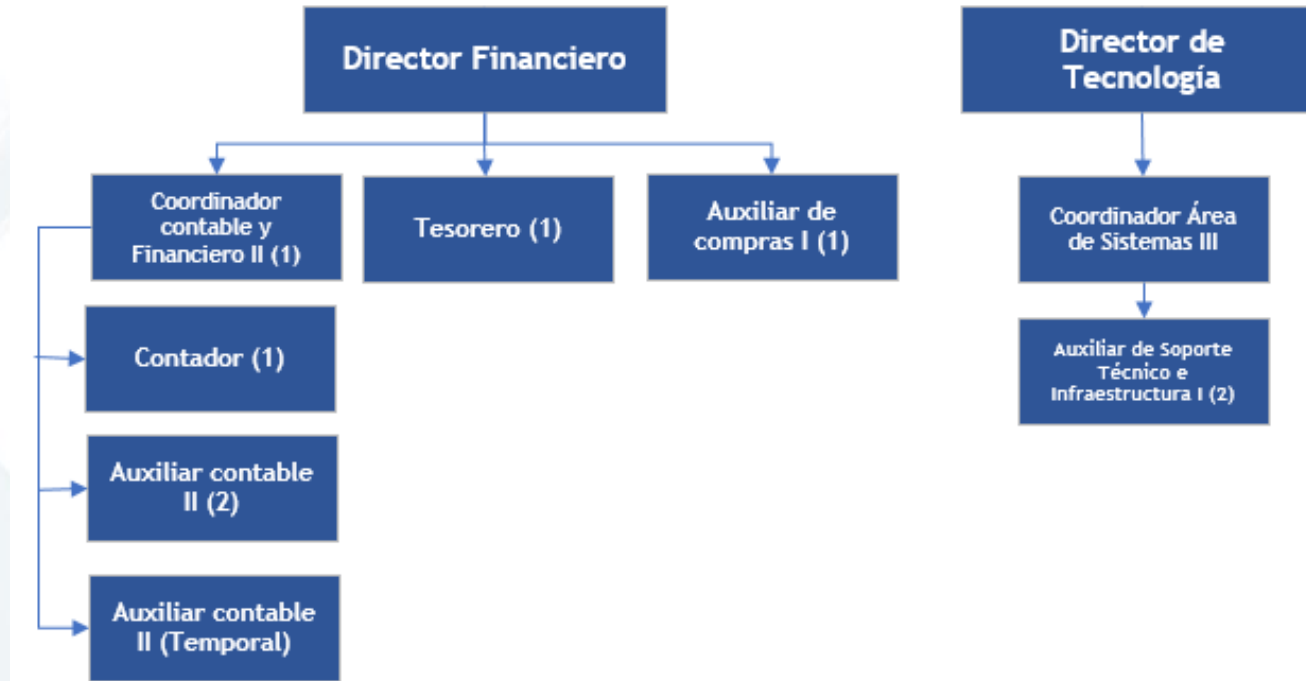 Director Financiero
Director de
Tecnología
Coordinador
contable y
Financiero II (1)
Tesorero (1)
Auxiliar de
compras I (1)
Coordinador Área
de Sistemas III
Contador (1)
Auxiliar de Soporte
Técnico e
Infraestructura I (2)
Auxiliar contable
II (2)
Auxiliar contable
II (Temporal)